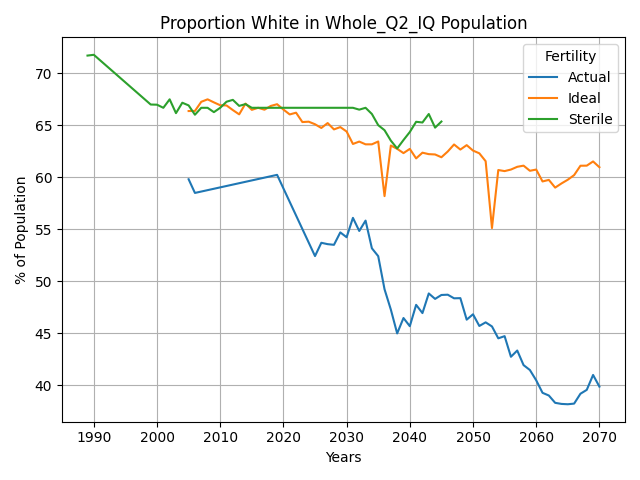 Proportion White in Whole_Q2_IQ Population
Fertility
Actual
Ideal
Sterile
% of Population
70
65
60
55
50
45
40
1990
2000
2010
2020
2030
2040
2050
2060
2070
Years